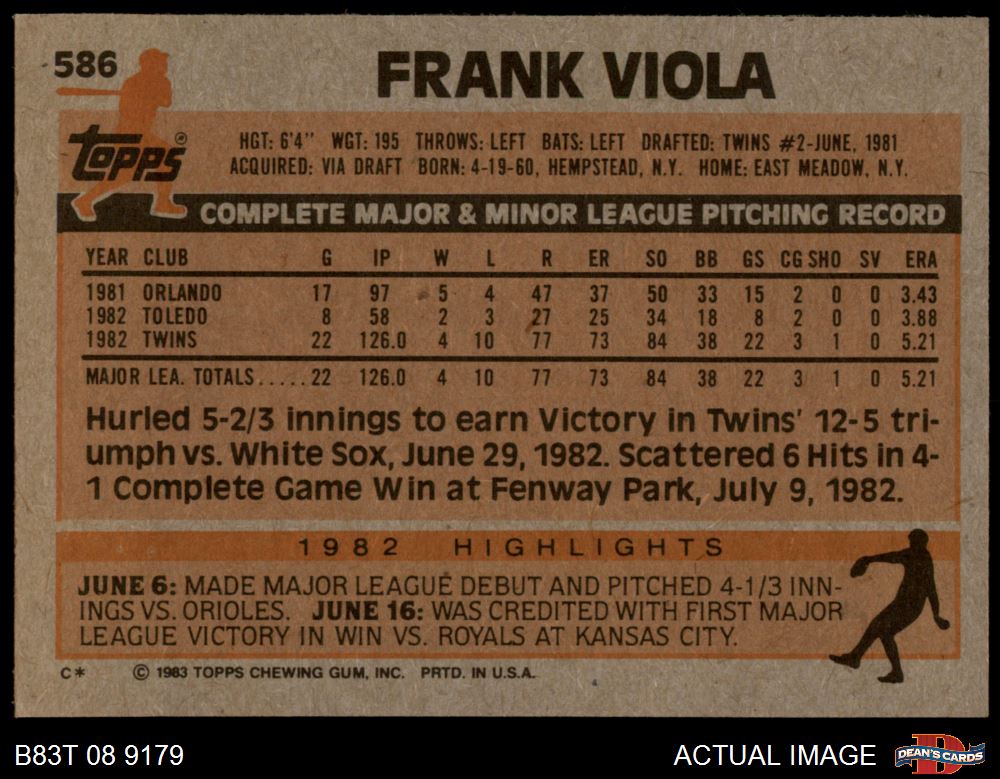 586
FRANK VIOLA
Topps®
HGT: 6'4" WGT: 195 THROWS: LEFT BATS: LEFT DRAFTED: TWINS #2-JUNE, 1981
ACQUIRED: VIA DRAFT BORN: 4-19-60, HEMPSTEAD, N.Y. HOME: EAST MEADOW, N.Y.
COMPLETE MAJOR & MINOR LEAGUE PITCHING RECORD
YEAR CLUB G IP W L R ER SO BB GS CG SHO SV ERA
1981 ORLANDO 17 97 5 4 47 37 50 33 15 2 0 0 3.43
1982 TOLEDO 8 58 2 3 27 25 34 18 8 2 0 0 3.88
1982 TWINS 22 126.0 4 10 77 73 84 38 22 3 1 0 5.21
MAJOR LEA. TOTALS.....22 126.0 4 10 77 73 84 38 22 3 1 0 5.21
Hurled 5-2/3 innings to earn Victory in Twins' 12-5 tri-
umph vs. White Sox, June 29, 1982. Scattered 6 Hits in 4-
1 Complete Game Win at Fenway Park, July 9, 1982.
1982 HIGHLIGHTS
JUNE 6: MADE MAJOR LEAGUE DEBUT AND PITCHED 4-1/3 INN-
INGS VS. ORIOLES. JUNE 16: WAS CREDITED WITH FIRST MAJOR
LEAGUE VICTORY IN WIN VS. ROYALS AT KANSAS CITY.
C* © 1983 TOPPS CHEWING GUM, INC. PRTD. IN U.S.A.
B83T 08 9179
ACTUAL IMAGE
DEAN'S CARDS